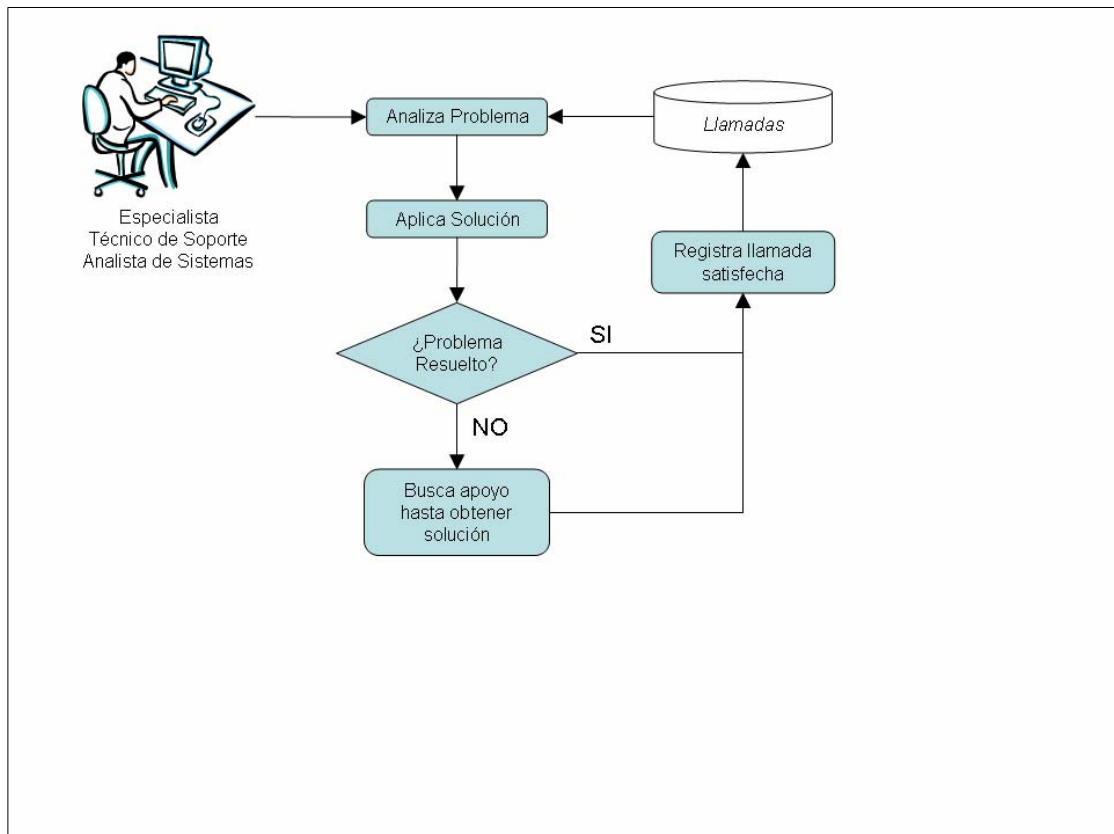 Analiza Problema
Llamadas
Especialista
Técnico de Soporte
Analista de Sistemas
Aplica Solución
Registra llamada
satisfecha
¿Problema
Resuelto?
SI
NO
Busca apoyo
hasta obtener
solución